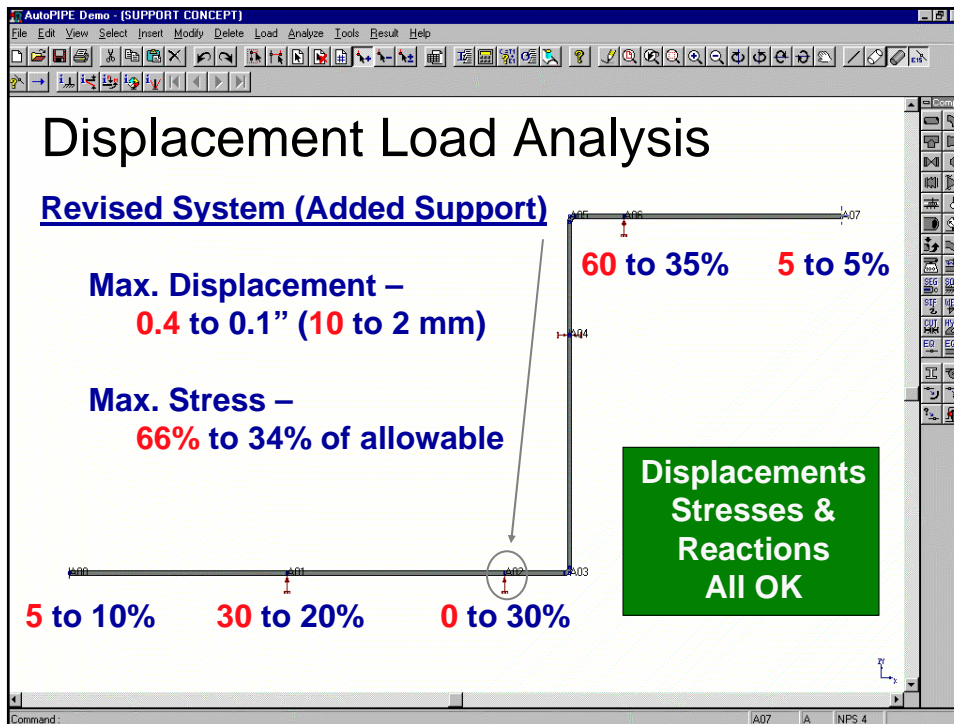 AutoPIPE Demo - (SUPPORT CONCEPT)
File Edit View Select Insert Modify Delete Load Analyze Tools Result Help
Displacement Load Analysis
Revised System (Added Support)
A05 A06 A07
60 to 35% 5 to 5%
Max. Displacement –
0.4 to 0.1” (10 to 2 mm)
A04
Max. Stress –
66% to 34% of allowable
Displacements
Stresses &
Reactions
All OK
A00 A01 A02 A03
5 to 10% 30 to 20% 0 to 30%
Command :
A07 A NPS 4